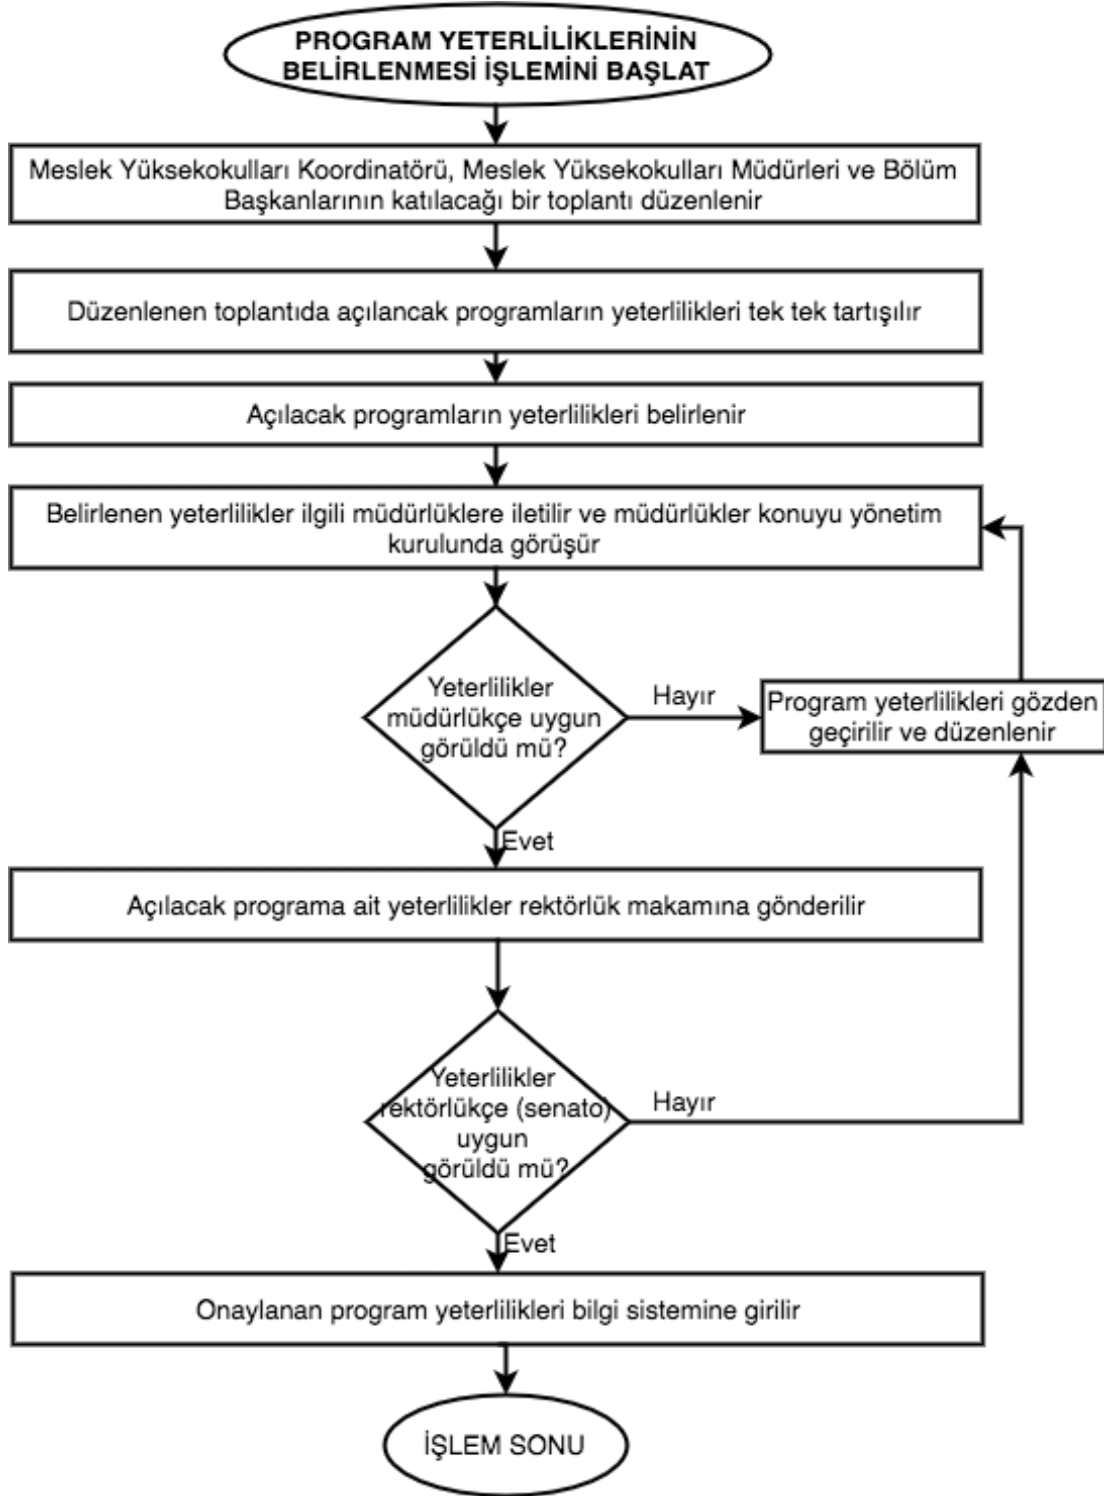 PROGRAM YETERLİLİKLERİNİN
BELİRLENMESİ İŞLEMİNİ BAŞLAT
Meslek Yüksekokulları Koordinatörü, Meslek Yüksekokulları Müdürleri ve Bölüm
Başkanlarının katılacağı bir toplantı düzenlenir
Düzenlenen toplantıda açılancak programların yeterlilikleri tek tek tartışılır
Açılacak programların yeterlilikleri belirlenir
Belirlenen yeterlilikler ilgili müdürlüklere iletilir ve müdürlükler konuyu yönetim
kurulunda görüşür
Yeterlilikler
müdürlükçe uygun
görüldü mü?
Hayır
Program yeterlilikleri gözden
geçirilir ve düzenlenir
Evet
Açılacak programa ait yeterlilikler rektörlük makamına gönderilir
Yeterlilikler
rektörlükçe (senato)
uygun
görüldü mü?
Hayır
Evet
Onaylanan program yeterlilikleri bilgi sistemine girilir
İŞLEM SONU